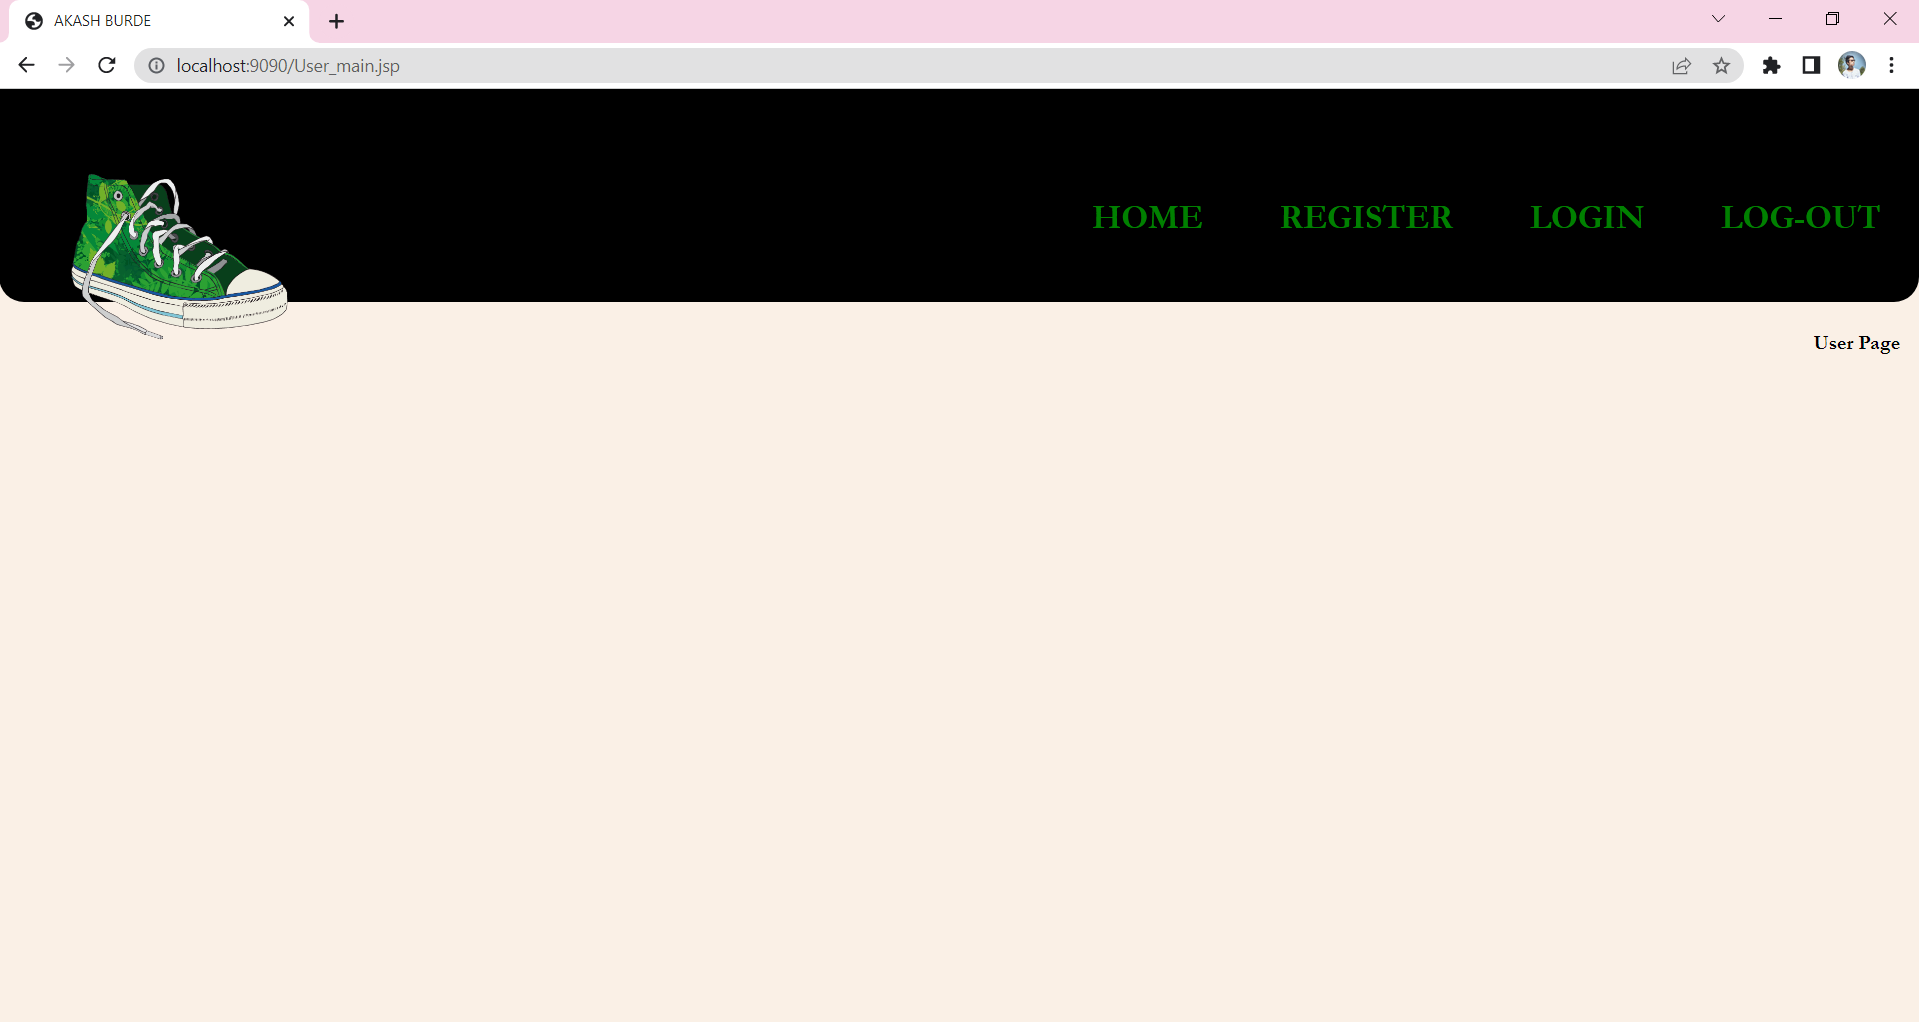 AKASH BURDE
localhost:9090/User_main.jsp
HOME REGISTER LOGIN LOG-OUT
User Page